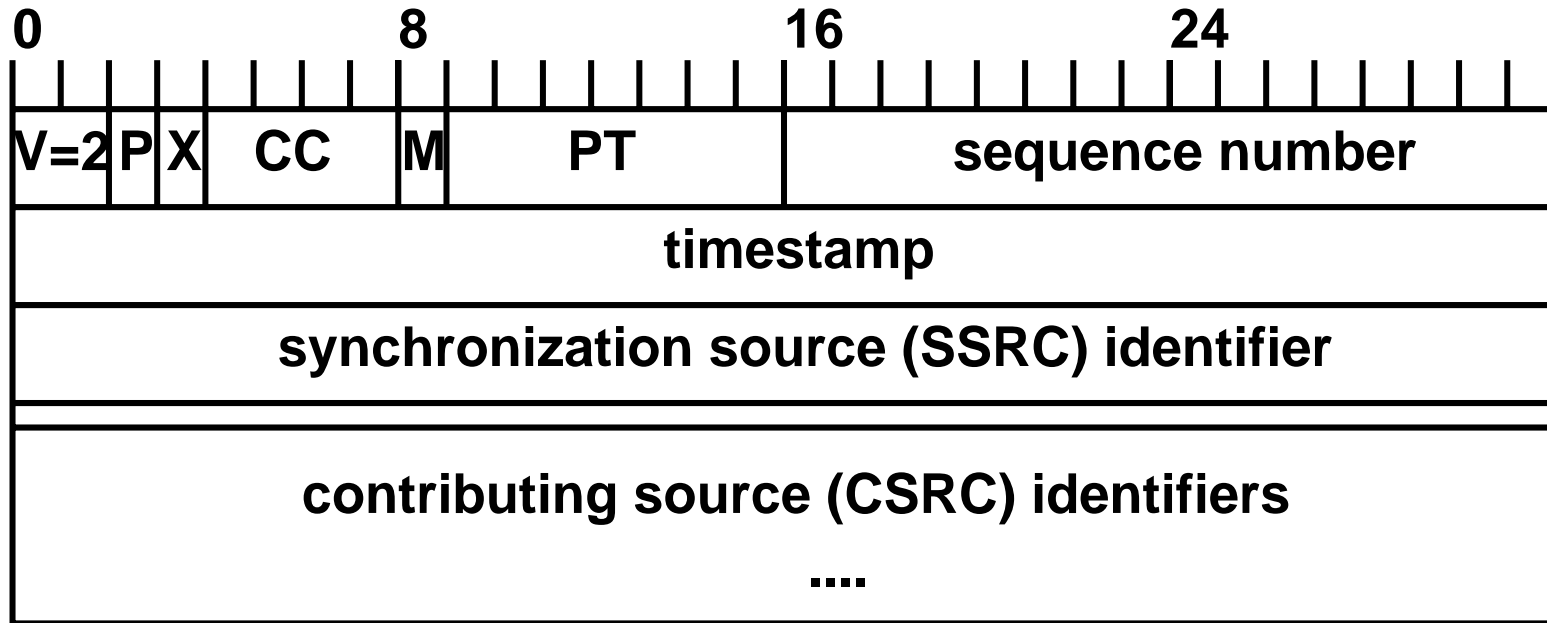 0 8 16 24
V=2 P X CC M PT sequence number
timestamp
synchronization source (SSRC) identifier
contributing source (CSRC) identifiers
....